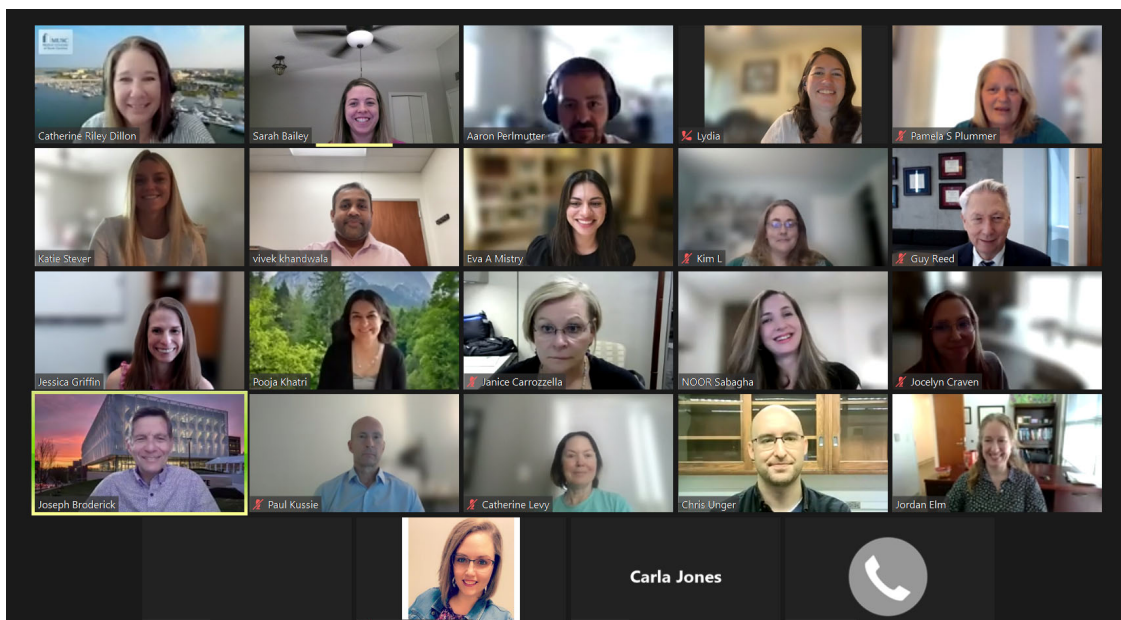 MUSC
Catherine Riley Dillon
Sarah Bailey
Aaron Perlmutter
Lydia
Pamela S Plummer
Katie Stever
vivek khandwala
Eva A Mistry
Kim L
Guy Reed
Jessica Griffin
Pooja Khatri
Janice Carrozzella
NOOR Sabagha
Jocelyn Craven
Joseph Broderick
Paul Kussie
Catherine Levy
Chris Unger
Jordan Elm
Carla Jones